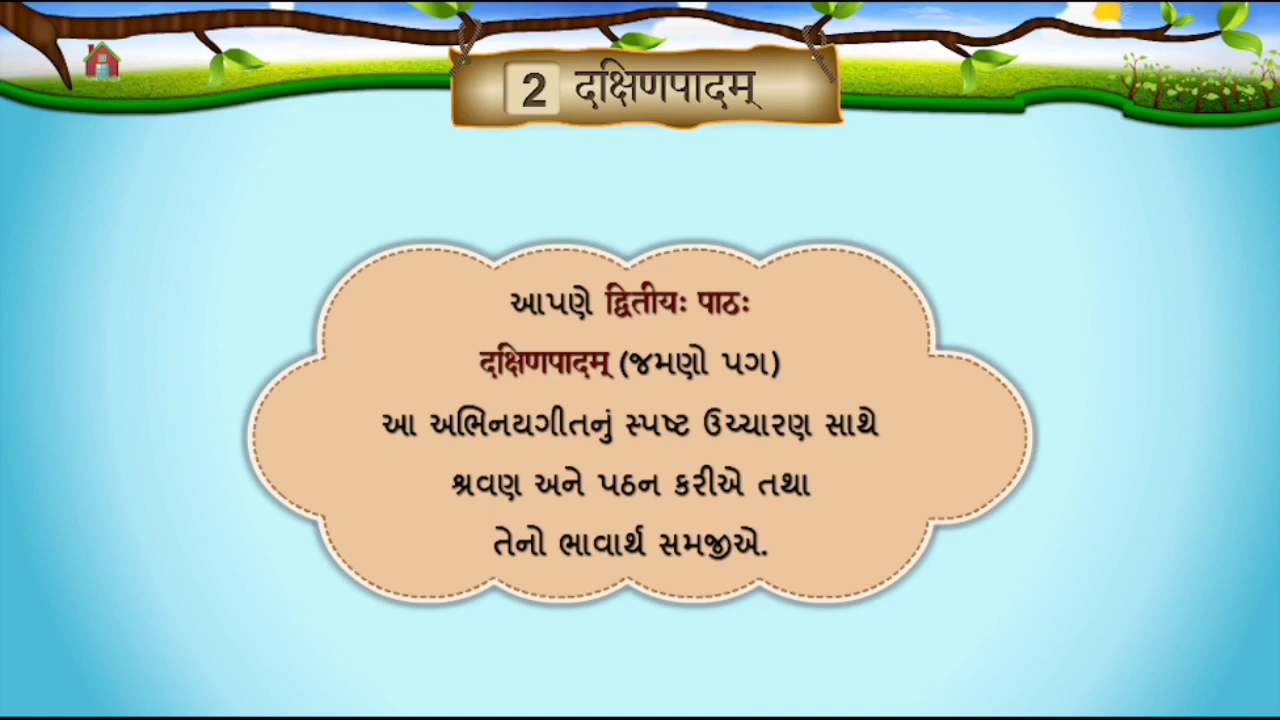 2 दक्षिणपादम्
આપણે द्वितीयः पाठः
दक्षिणपादम् (જમણો પગ)
આ અભિનયગીતનું સ્પષ્ટ ઉચ્ચારણ સાથે
શ્રવણ અને પઠન કરીએ તથા
તેનો ભાવાર્થ સમજીએ.